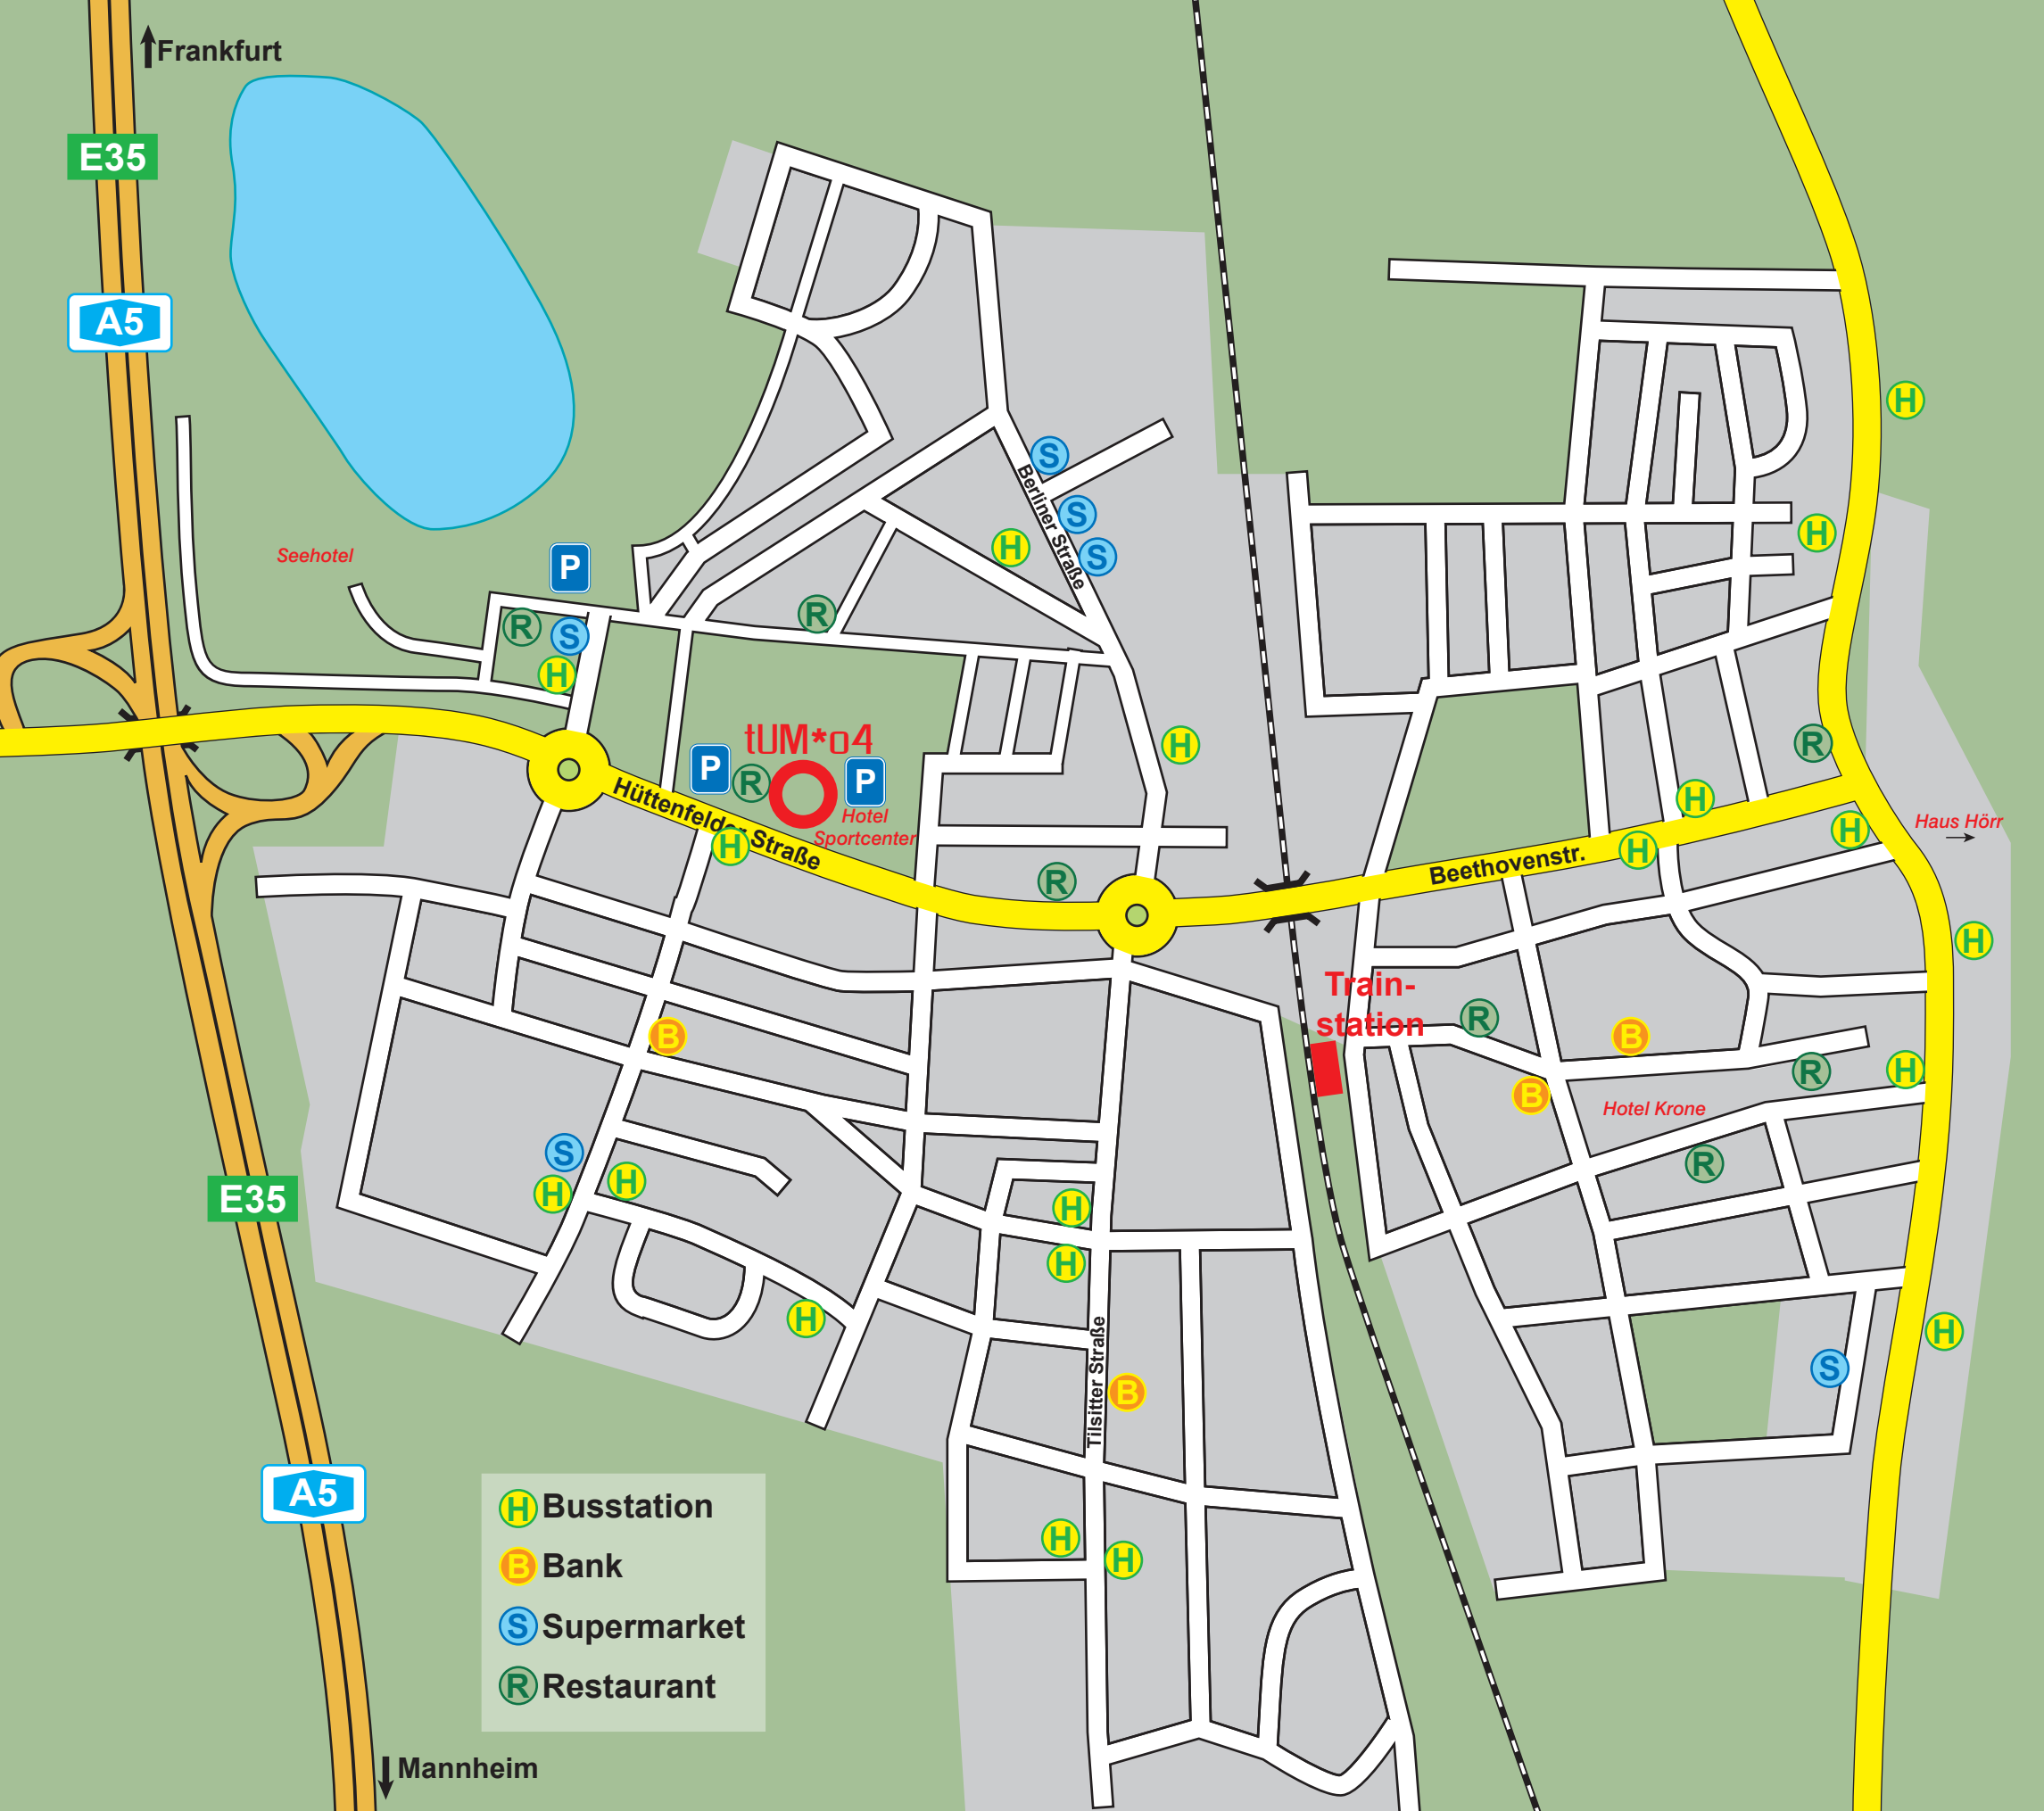 Frankfurt
E35
A5
H
S
Berliner Straße
S
H
S
H
Seehotel
P
R
S
H
R
H
tUM*04
P
R
P
Hotel
Sportcenter
Hüttenfelder Straße
H
R
H
R
H
H
Beethovenstr.
H
Haus Hörr
H
Train-
station
R
B
B
R
H
B
Hotel Krone
R
S
H
H
E35
H
H
H
H
S
Tilsitter Straße
B
A5
H
H
H Busstation
B Bank
S Supermarket
R Restaurant
Mannheim